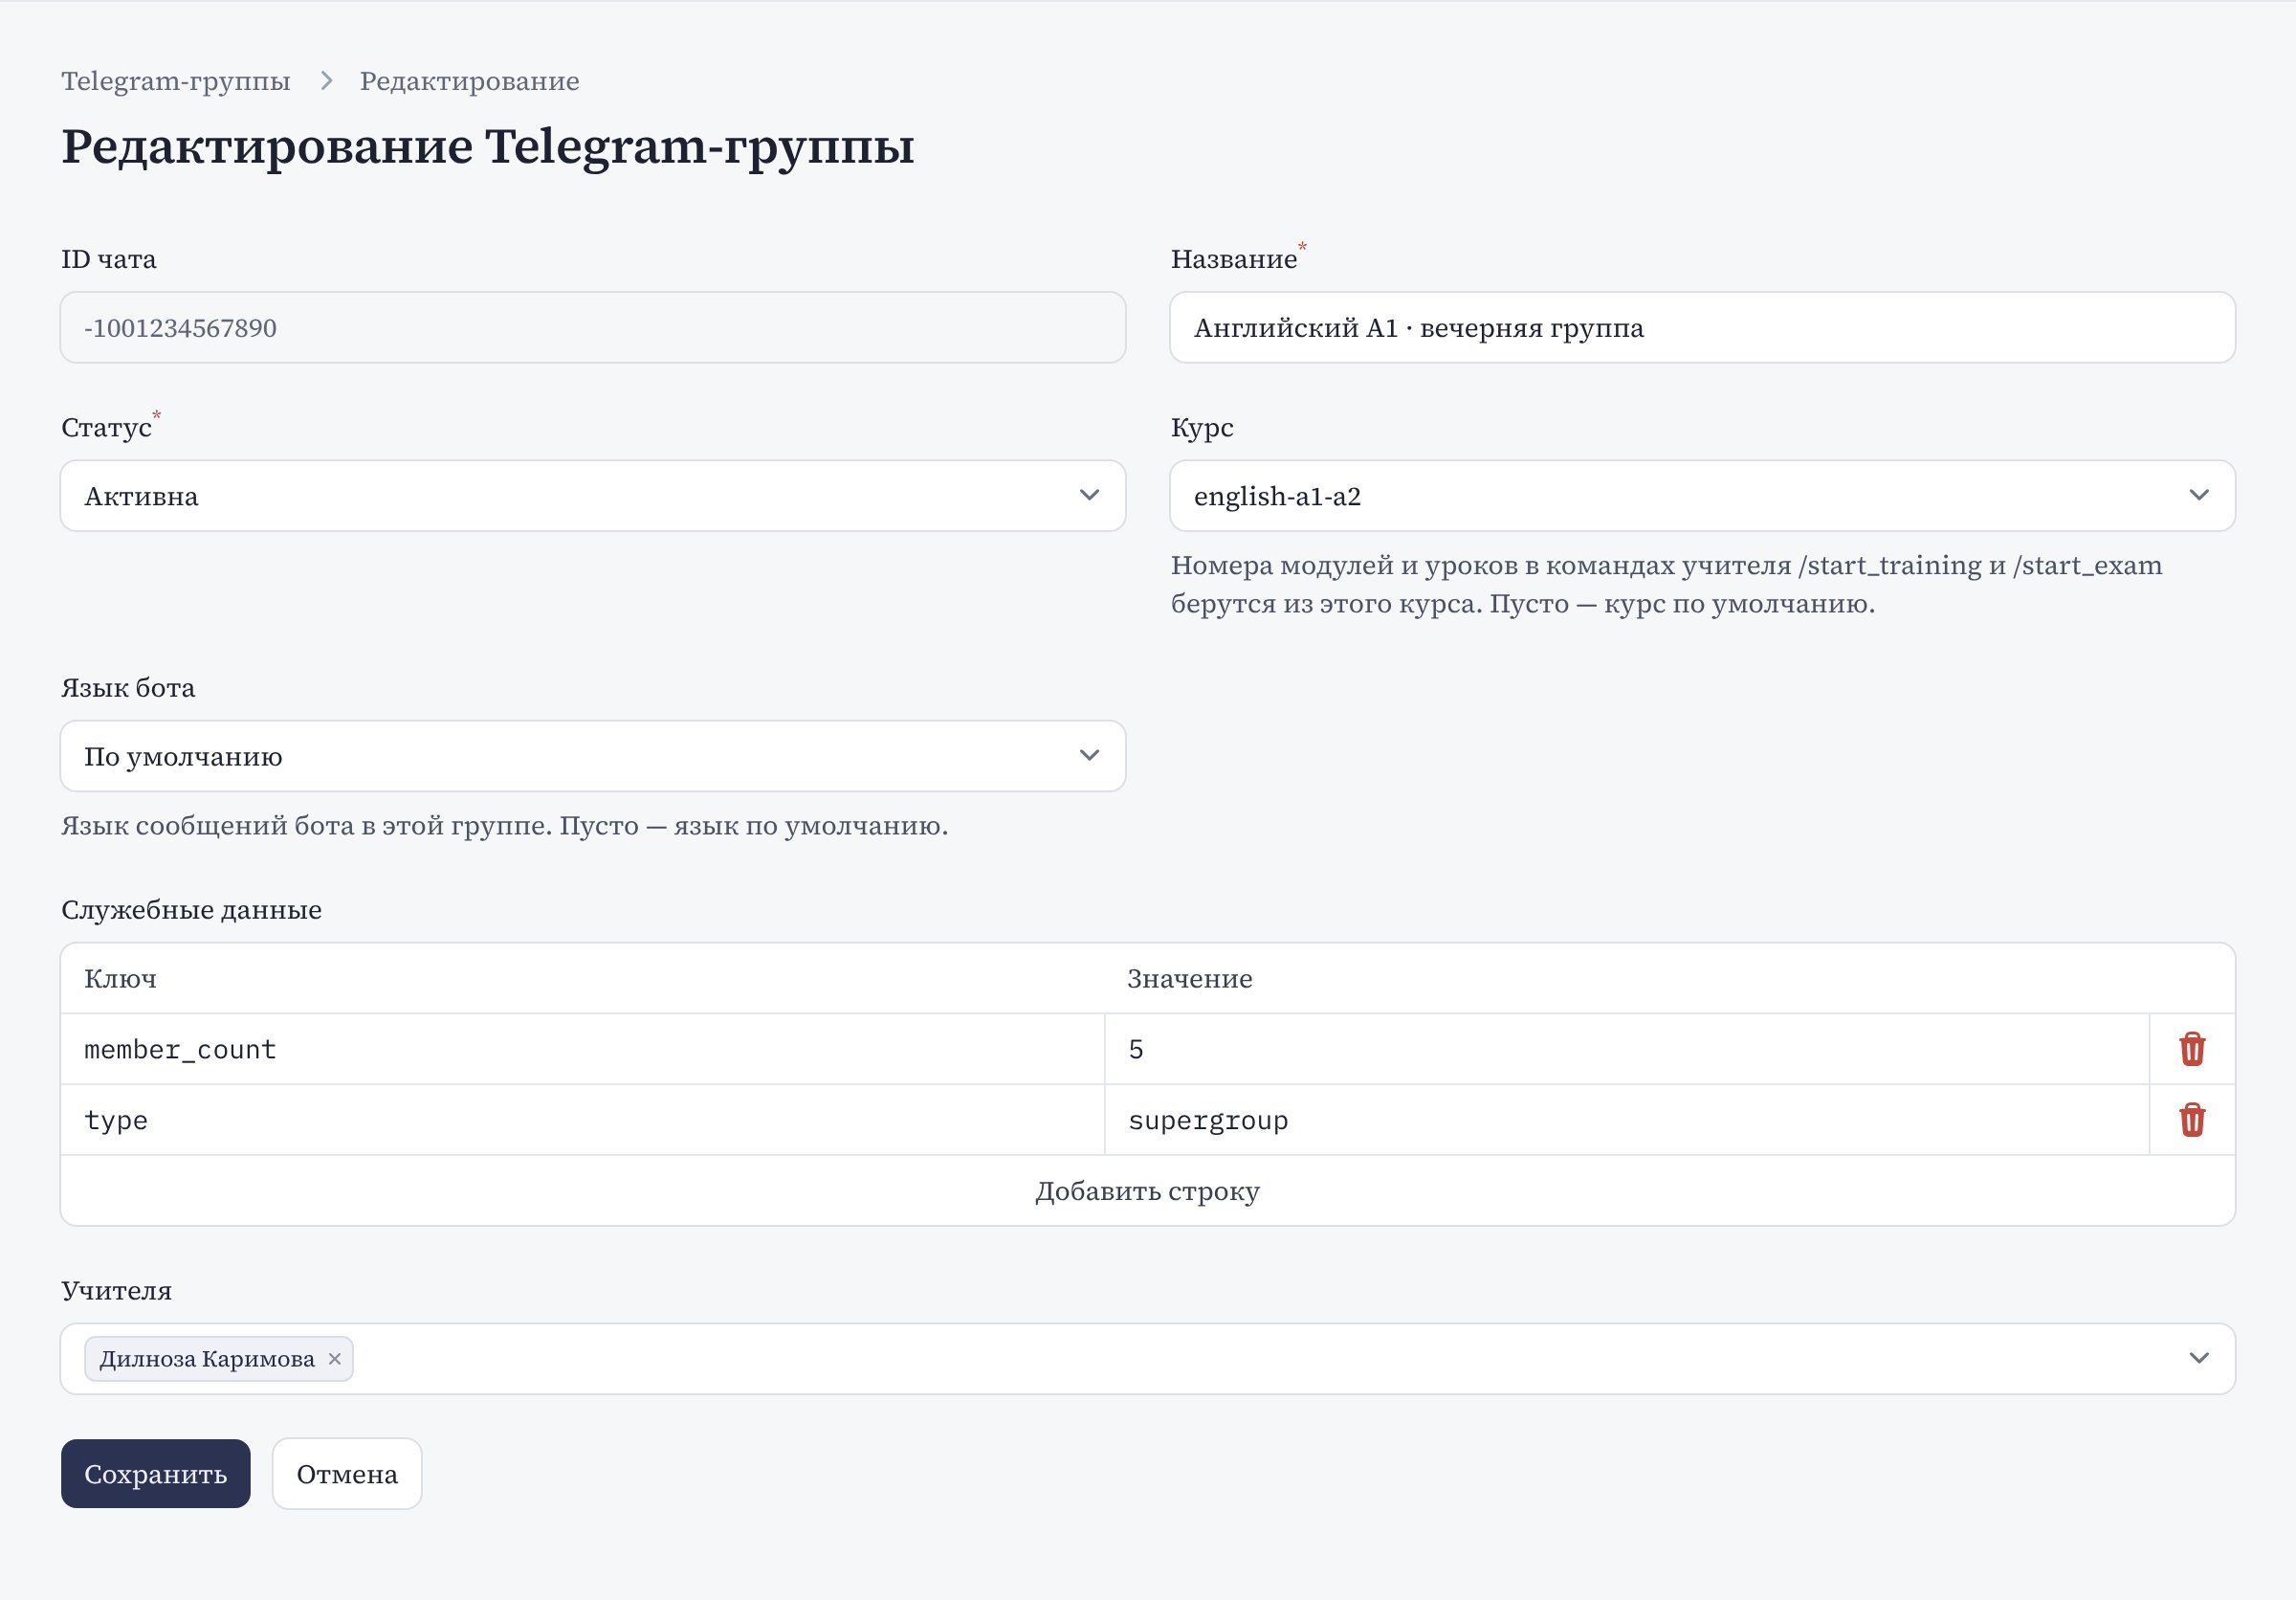 Telegram-группы > Редактирование
Редактирование Telegram-группы
ID чата
-1001234567890
Название*
Английский A1 · вечерняя группа
Статус*
Активна
Курс
english-a1-a2
Номера модулей и уроков в командах учителя /start_training и /start_exam
берутся из этого курса. Пусто — курс по умолчанию.
Язык бота
По умолчанию
Язык сообщений бота в этой группе. Пусто — язык по умолчанию.
Служебные данные
Ключ Значение
member_count 5
type supergroup
Добавить строку
Учителя
Дилноза Каримова ×
Сохранить Отмена